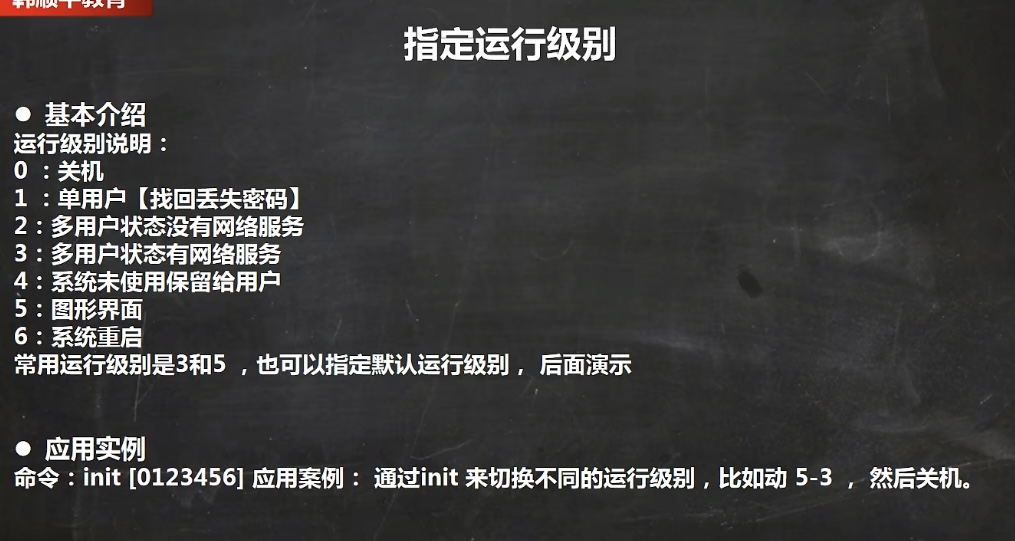 韩顺平教育
指定运行级别
● 基本介绍
运行级别说明：
0 ：关机
1 ：单用户【找回丢失密码】
2：多用户状态没有网络服务
3：多用户状态有网络服务
4：系统未使用保留给用户
5：图形界面
6：系统重启
常用运行级别是3和5 ，也可以指定默认运行级别， 后面演示
● 应用实例
命令：init [0123456] 应用案例： 通过init 来切换不同的运行级别，比如动 5-3 ， 然后关机。